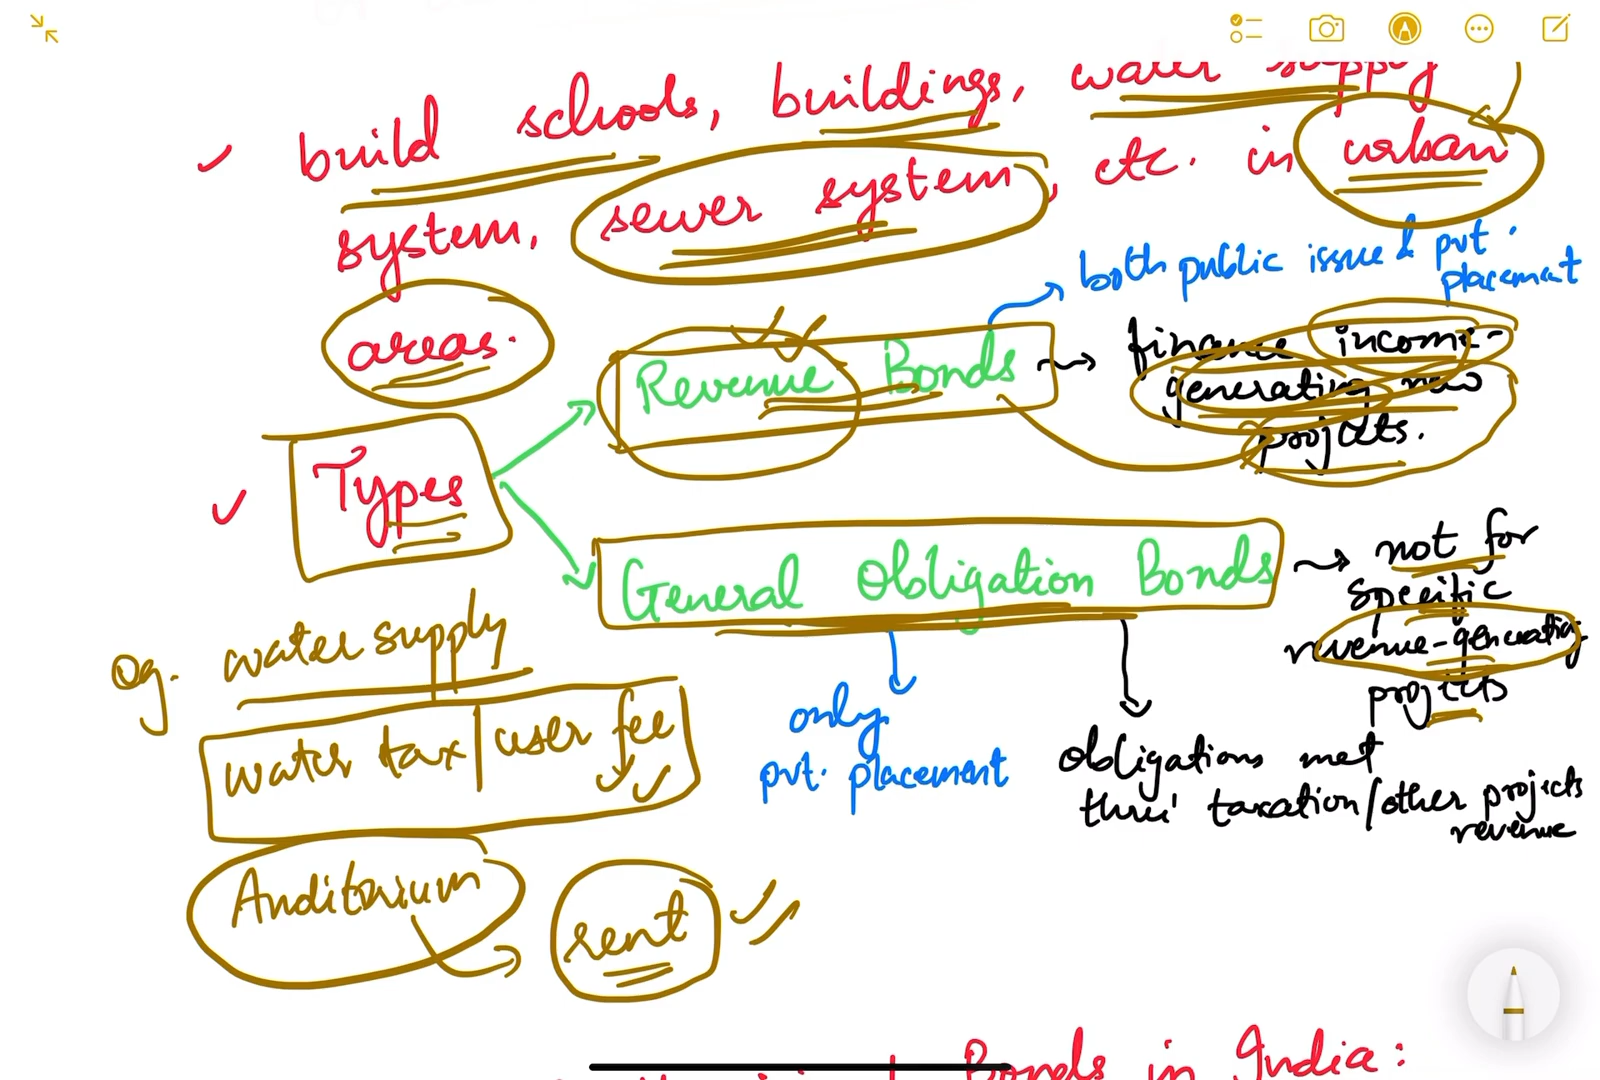 ✓ build schools, buildings, water supply
system, sewer system, etc. in urban
areas.
both public issue & pvt.
placement
Revenue Bonds → finance income-
generating new
projects.
✓ Types
General Obligation Bonds → not for
specific
revenue-generating
projects
only
pvt. placement
obligations met
thru' taxation/other projects
revenue
eg. water supply
water tax | user fee
Auditorium → rent
Bonds in India: